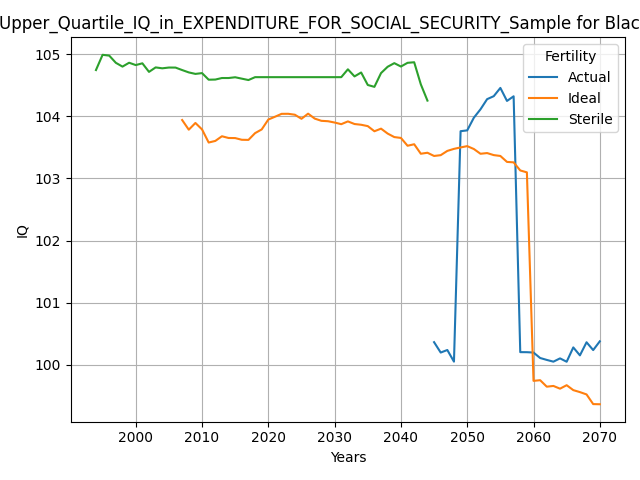 Upper_Quartile_IQ_in_EXPENDITURE_FOR_SOCIAL_SECURITY_Sample for Blac
105
104
103
102
101
100
IQ
Fertility
Actual
Ideal
Sterile
2000 2010 2020 2030 2040 2050 2060 2070
Years